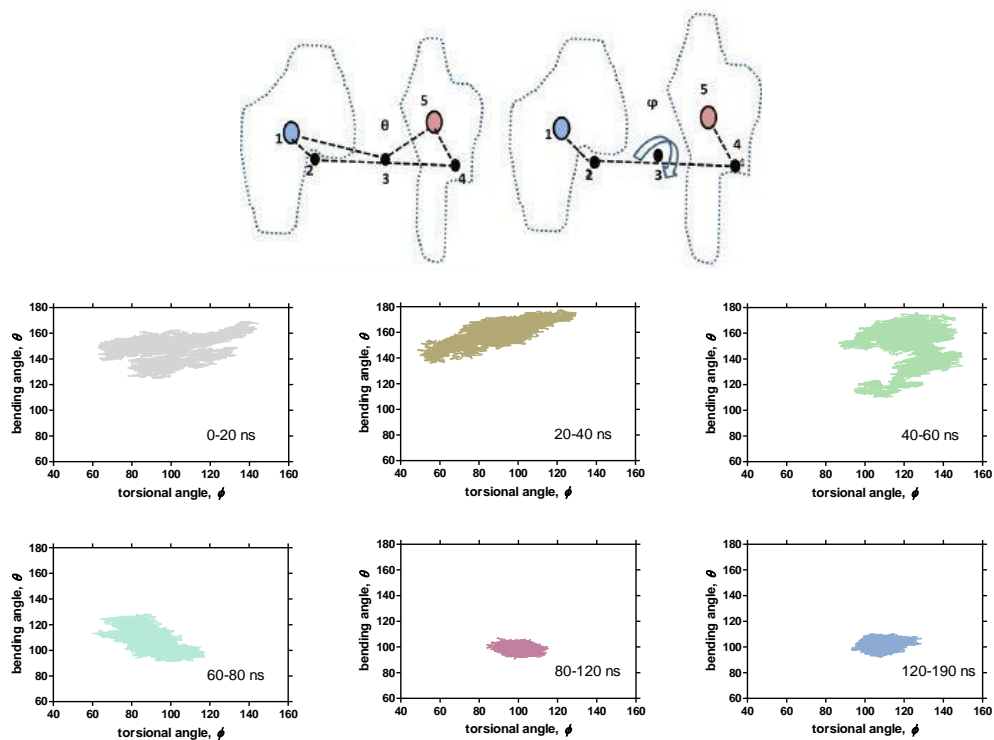 5 5
θ φ
1 1 4
2 3 4 2 3
180 180 180
160 160 160
140 140 140
120 120 120
100 100 100
80 80 80
60 60 60
bending angle, θ bending angle, θ bending angle, θ
0-20 ns 20-40 ns 40-60 ns
40 60 80 100 120 140 160 40 60 80 100 120 140 160 40 60 80 100 120 140 160
torsional angle, ϕ torsional angle, ϕ torsional angle, ϕ
180 180 180
160 160 160
140 140 140
120 120 120
100 100 100
80 80 80
60 60 60
bending angle, θ bending angle, θ bending angle, θ
60-80 ns 80-120 ns 120-190 ns
40 60 80 100 120 140 160 40 60 80 100 120 140 160 40 60 80 100 120 140 160
torsional angle, ϕ torsional angle, ϕ torsional angle, ϕ